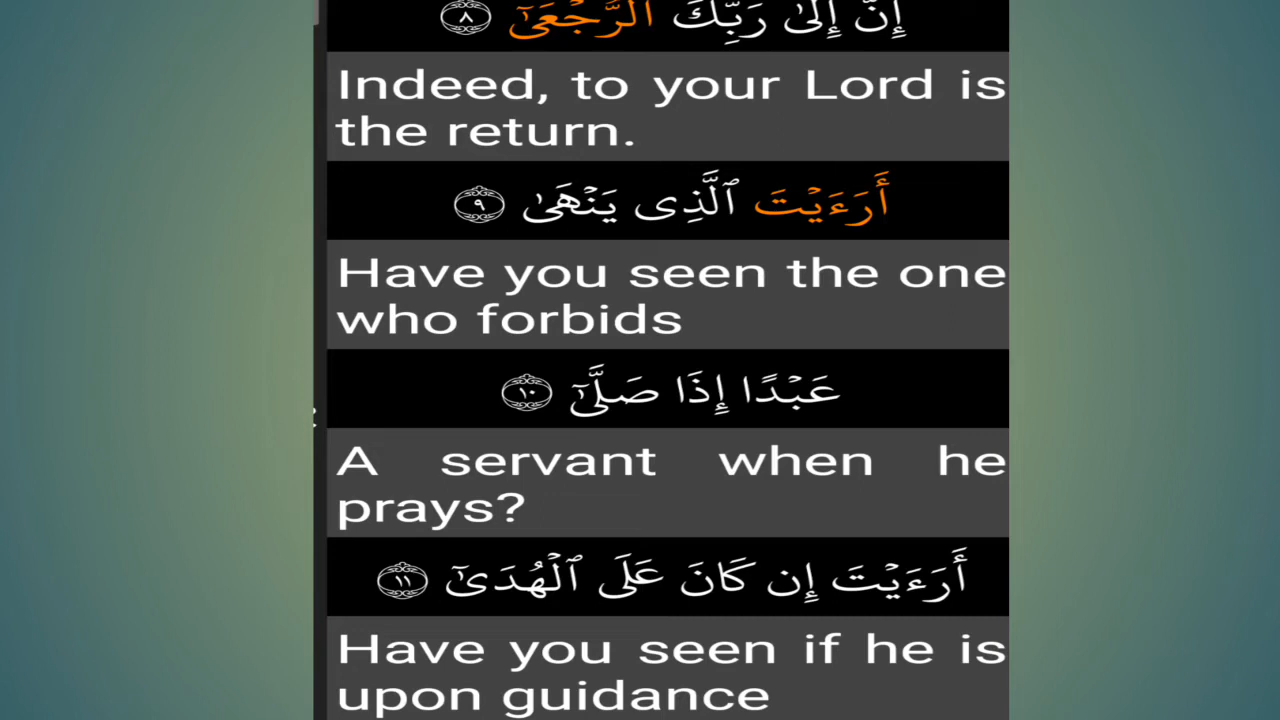 إِنَّ إِلَىٰ رَبِّكَ ٱلرُّجْعَىٰٓ ٨
Indeed, to your Lord is
the return.
أَرَءَيْتَ ٱلَّذِى يَنْهَىٰ ٩
Have you seen the one
who forbids
عَبْدًا إِذَا صَلَّىٰٓ ١٠
A servant when he
prays?
أَرَءَيْتَ إِن كَانَ عَلَى ٱلْهُدَىٰٓ ١١
Have you seen if he is
upon guidance